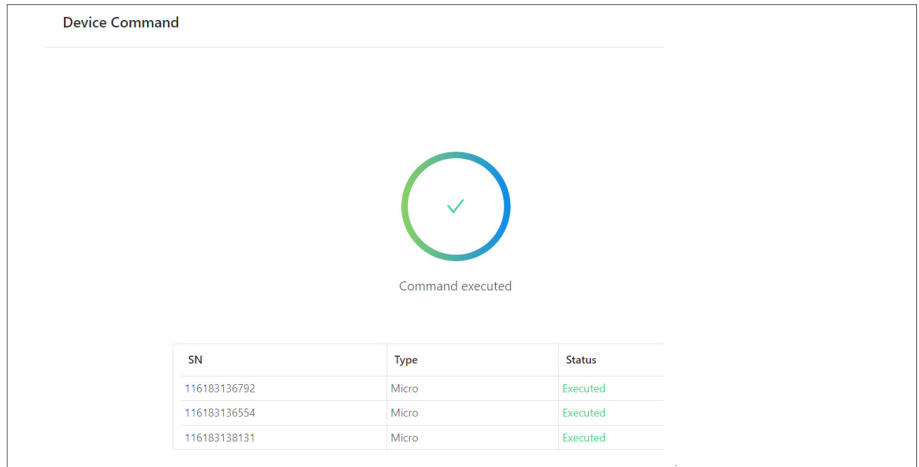 Device Command
Command executed
SN Type Status
116183136792 Micro Executed
116183136554 Micro Executed
116183138131 Micro Executed